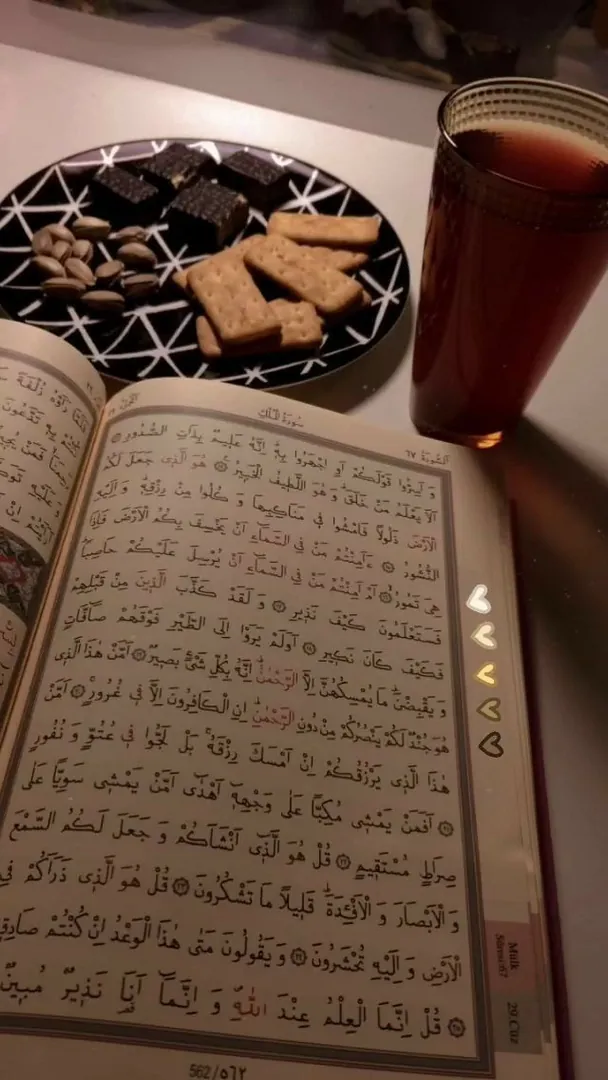 اَلسُّورَةُ ٦٧ سُورَةُ الْمُلْكِ ٢٩
وَاَسِرُّوا قَوْلَكُمْ اَوِ اجْهَرُوا بِهِ اِنَّهُ عَلِيمٌ بِذَاتِ الصُّدُورِ ١٣
اَلَا يَعْلَمُ مَنْ خَلَقَ وَهُوَ اللَّطِيفُ الْخَبِيرُ ١٤ هُوَ الَّذِي جَعَلَ لَكُمُ
الْاَرْضَ ذَلُولًا فَامْشُوا فِي مَنَاكِبِهَا وَكُلُوا مِنْ رِزْقِهِ وَاِلَيْهِ
النُّشُورُ ١٥ ءَاَمِنْتُمْ مَنْ فِي السَّمَاءِ اَنْ يَخْسِفَ بِكُمُ الْاَرْضَ فَاِذَا
هِيَ تَمُورُ ١٦ اَمْ اَمِنْتُمْ مَنْ فِي السَّمَاءِ اَنْ يُرْسِلَ عَلَيْكُمْ حَاصِبًا
فَسَتَعْلَمُونَ كَيْفَ نَذِيرِ ١٧ وَلَقَدْ كَذَّبَ الَّذِينَ مِنْ قَبْلِهِمْ
فَكَيْفَ كَانَ نَكِيرِ ١٨ اَوَلَمْ يَرَوْا اِلَى الطَّيْرِ فَوْقَهُمْ صَافَّاتٍ
وَيَقْبِضْنَ مَا يُمْسِكُهُنَّ اِلَّا الرَّحْمٰنُ اِنَّهُ بِكُلِّ شَيْءٍ بَصِيرٌ ١٩ اَمَّنْ هٰذَا الَّذِي
هُوَ جُنْدٌ لَكُمْ يَنْصُرُكُمْ مِنْ دُونِ الرَّحْمٰنِ اِنِ الْكَافِرُونَ اِلَّا فِي غُرُورٍ ٢٠ اَمَّنْ
هٰذَا الَّذِي يَرْزُقُكُمْ اِنْ اَمْسَكَ رِزْقَهُ بَلْ لَجُّوا فِي عُتُوٍّ وَنُفُورٍ
٢١ اَفَمَنْ يَمْشِي مُكِبًّا عَلٰى وَجْهِهِ اَهْدٰى اَمَّنْ يَمْشِي سَوِيًّا عَلٰى
صِرَاطٍ مُسْتَقِيمٍ ٢٢ قُلْ هُوَ الَّذِي اَنْشَاَكُمْ وَجَعَلَ لَكُمُ السَّمْعَ
وَالْاَبْصَارَ وَالْاَفْئِدَةَ قَلِيلًا مَا تَشْكُرُونَ ٢٣ قُلْ هُوَ الَّذِي ذَرَاَكُمْ فِي
الْاَرْضِ وَاِلَيْهِ تُحْشَرُونَ ٢٤ وَيَقُولُونَ مَتٰى هٰذَا الْوَعْدُ اِنْ كُنْتُمْ صَادِقِينَ
٢٥ قُلْ اِنَّمَا الْعِلْمُ عِنْدَ اللّٰهِ وَاِنَّمَا اَنَا نَذِيرٌ مُبِينٌ
562/٥٦٢
Mülk
Sûresi:67
29 Cüz